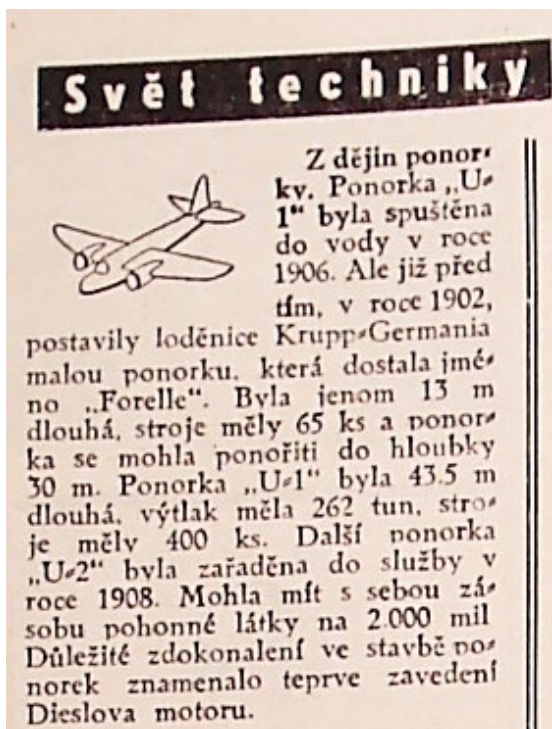 Svět techniky
Z dějin ponor-
ky. Ponorka „U-
1“ byla spuštěna
do vody v roce
1906. Ale již před
tím, v roce 1902,
postavily loděnice Krupp-Germania
malou ponorku, která dostala jmé-
no „Forelle“. Byla jenom 13 m
dlouhá, stroje měly 65 ks a ponor-
ka se mohla ponořiti do hloubky
30 m. Ponorka „U-1“ byla 43.5 m
dlouhá, výtlak měla 262 tun, stro-
je měly 400 ks. Další ponorka
„U-2“ byla zařaděna do služby v
roce 1908. Mohla mít s sebou zá-
sobu pohonné látky na 2.000 mil
Důležité zdokonalení ve stavbě po-
norek znamenalo teprve zavedení
Dieslova motoru.